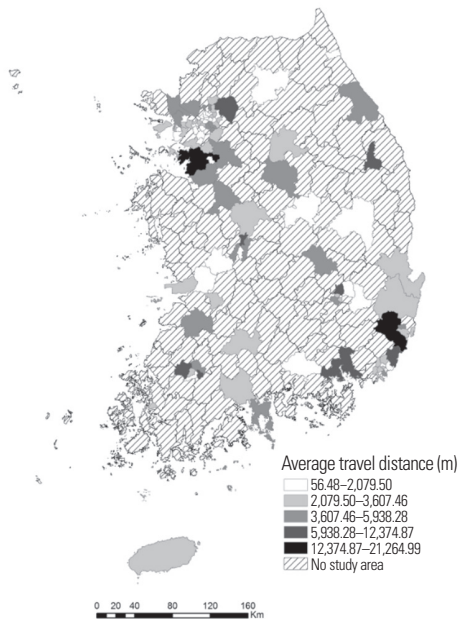 Average travel distance (m)
56.48–2,079.50
2,079.50–3,607.46
3,607.46–5,938.28
5,938.28–12,374.87
12,374.87–21,264.99
No study area
0 20 40 80 120 160
Km